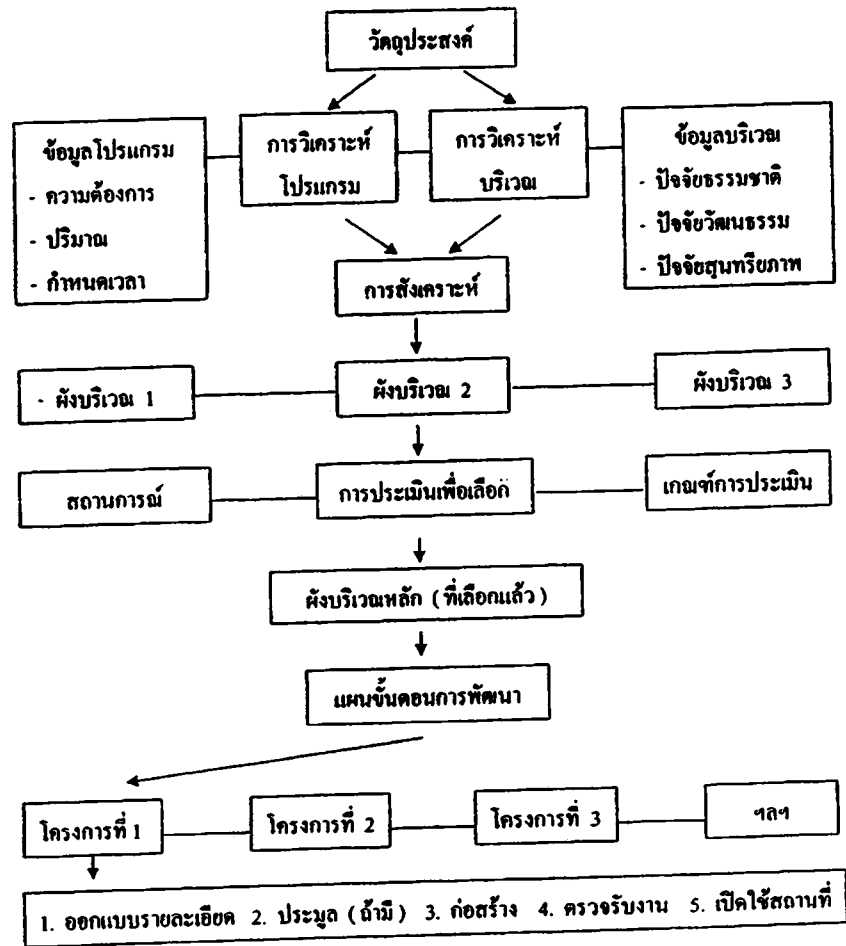 วัตถุประสงค์
ข้อมูลโปรแกรม
- ความต้องการ
- ปริมาณ
- กำหนดเวลา
การวิเคราะห์
โปรแกรม
การวิเคราะห์
บริเวณ
ข้อมูลบริเวณ
- ปัจจัยธรรมชาติ
- ปัจจัยวัฒนธรรม
- ปัจจัยสุนทรียภาพ
การสังเคราะห์
- ผังบริเวณ 1
ผังบริเวณ 2
ผังบริเวณ 3
สถานการณ์
การประเมินเพื่อเลือก
เกณฑ์การประเมิน
ผังบริเวณหลัก (ที่เลือกแล้ว)
แผนขั้นตอนการพัฒนา
โครงการที่ 1
โครงการที่ 2
โครงการที่ 3
ฯลฯ
1. ออกแบบรายละเอียด 2. ประมูล (ถ้ามี) 3. ก่อสร้าง 4. ตรวจรับงาน 5. เปิดใช้สถานที่